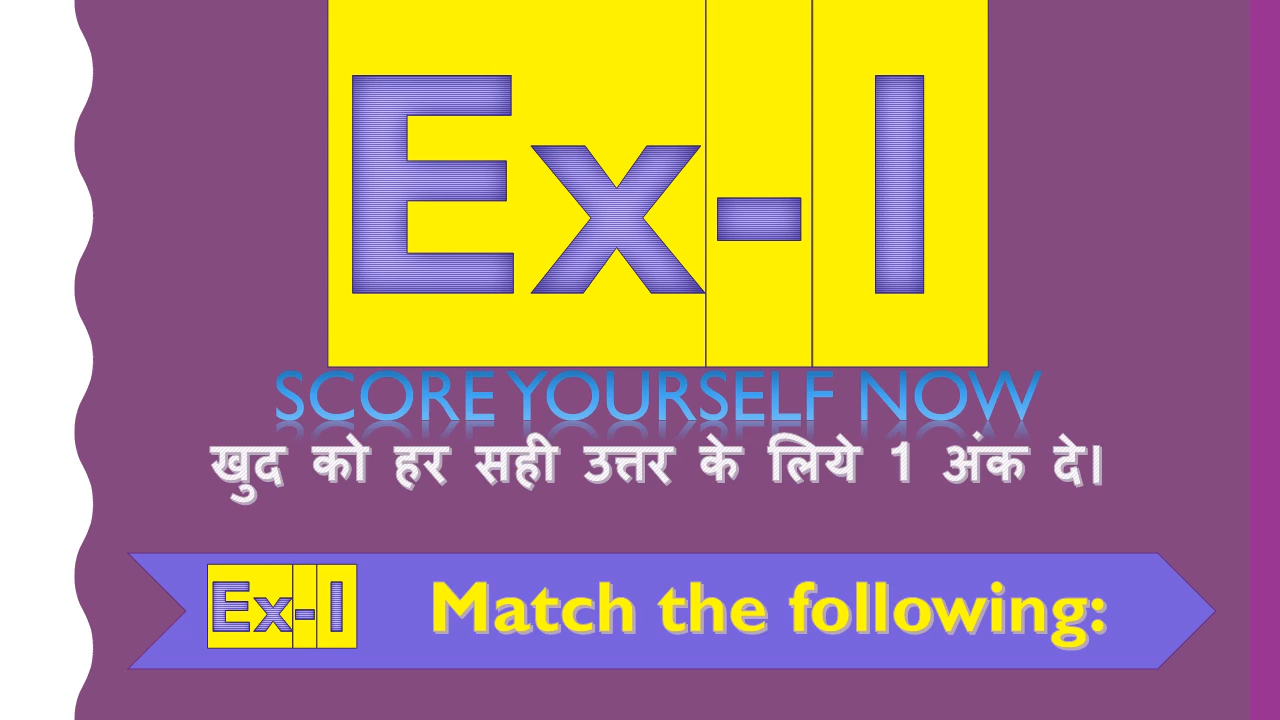 Ex-I
SCORE YOURSELF NOW
खुद को हर सही उत्तर के लिये 1 अंक दे।
Ex-I Match the following: